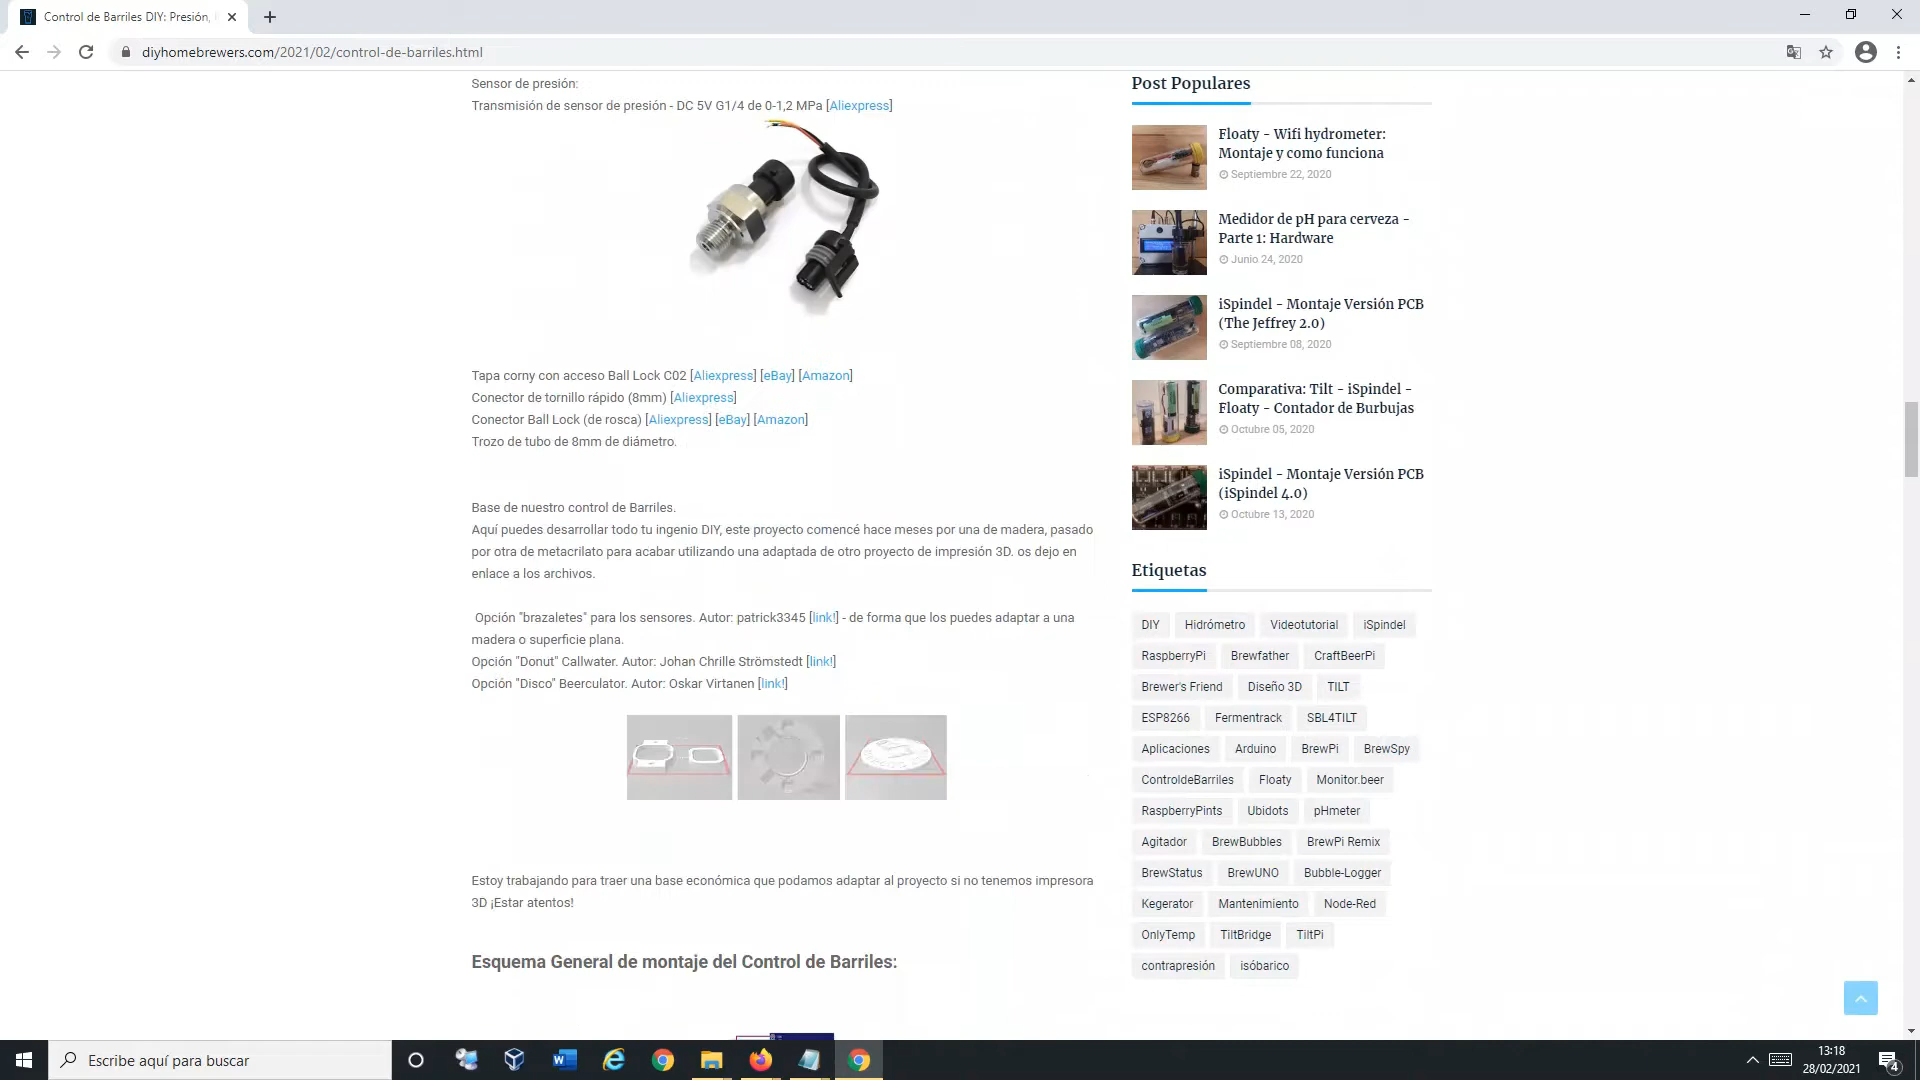 Control de Barriles DIY: Presión,
diyhomebrewers.com/2021/02/control-de-barriles.html
Sensor de presión:
Transmisión de sensor de presión - DC 5V G1/4 de 0-1,2 MPa [Aliexpress]
Tapa corny con acceso Ball Lock C02 [Aliexpress] [eBay] [Amazon]
Conector de tornillo rápido (8mm) [Aliexpress]
Conector Ball Lock (de rosca) [Aliexpress] [eBay] [Amazon]
Trozo de tubo de 8mm de diámetro.
Base de nuestro control de Barriles.
Aquí puedes desarrollar todo tu ingenio DIY, este proyecto comencé hace meses por una de madera, pasado
por otra de metacrilato para acabar utilizando una adaptada de otro proyecto de impresión 3D. os dejo en
enlace a los archivos.
Opción "brazaletes" para los sensores. Autor: patrick3345 [link!] - de forma que los puedes adaptar a una
madera o superficie plana.
Opción "Donut" Callwater. Autor: Johan Chrille Strömstedt [link!]
Opción "Disco" Beerculator. Autor: Oskar Virtanen [link!]
Estoy trabajando para traer una base económica que podamos adaptar al proyecto si no tenemos impresora
3D ¡Estar atentos!
Esquema General de montaje del Control de Barriles:
Post Populares
Floaty - Wifi hydrometer:
Montaje y como funciona
Septiembre 22, 2020
Medidor de pH para cerveza -
Parte 1: Hardware
Junio 24, 2020
iSpindel - Montaje Versión PCB
(The Jeffrey 2.0)
Septiembre 08, 2020
Comparativa: Tilt - iSpindel -
Floaty - Contador de Burbujas
Octubre 05, 2020
iSpindel - Montaje Versión PCB
(iSpindel 4.0)
Octubre 13, 2020
Etiquetas
DIY Hidrómetro Videotutorial iSpindel
RaspberryPi Brewfather CraftBeerPi
Brewer's Friend Diseño 3D TILT
ESP8266 Fermentrack SBL4TILT
Aplicaciones Arduino BrewPi BrewSpy
ControldeBarriles Floaty Monitor.beer
RaspberryPints Ubidots pHmeter
Agitador BrewBubbles BrewPi Remix
BrewStatus BrewUNO Bubble-Logger
Kegerator Mantenimiento Node-Red
OnlyTemp TiltBridge TiltPi
contrapresión isóbarico
Escribe aquí para buscar
13:18
28/02/2021
4